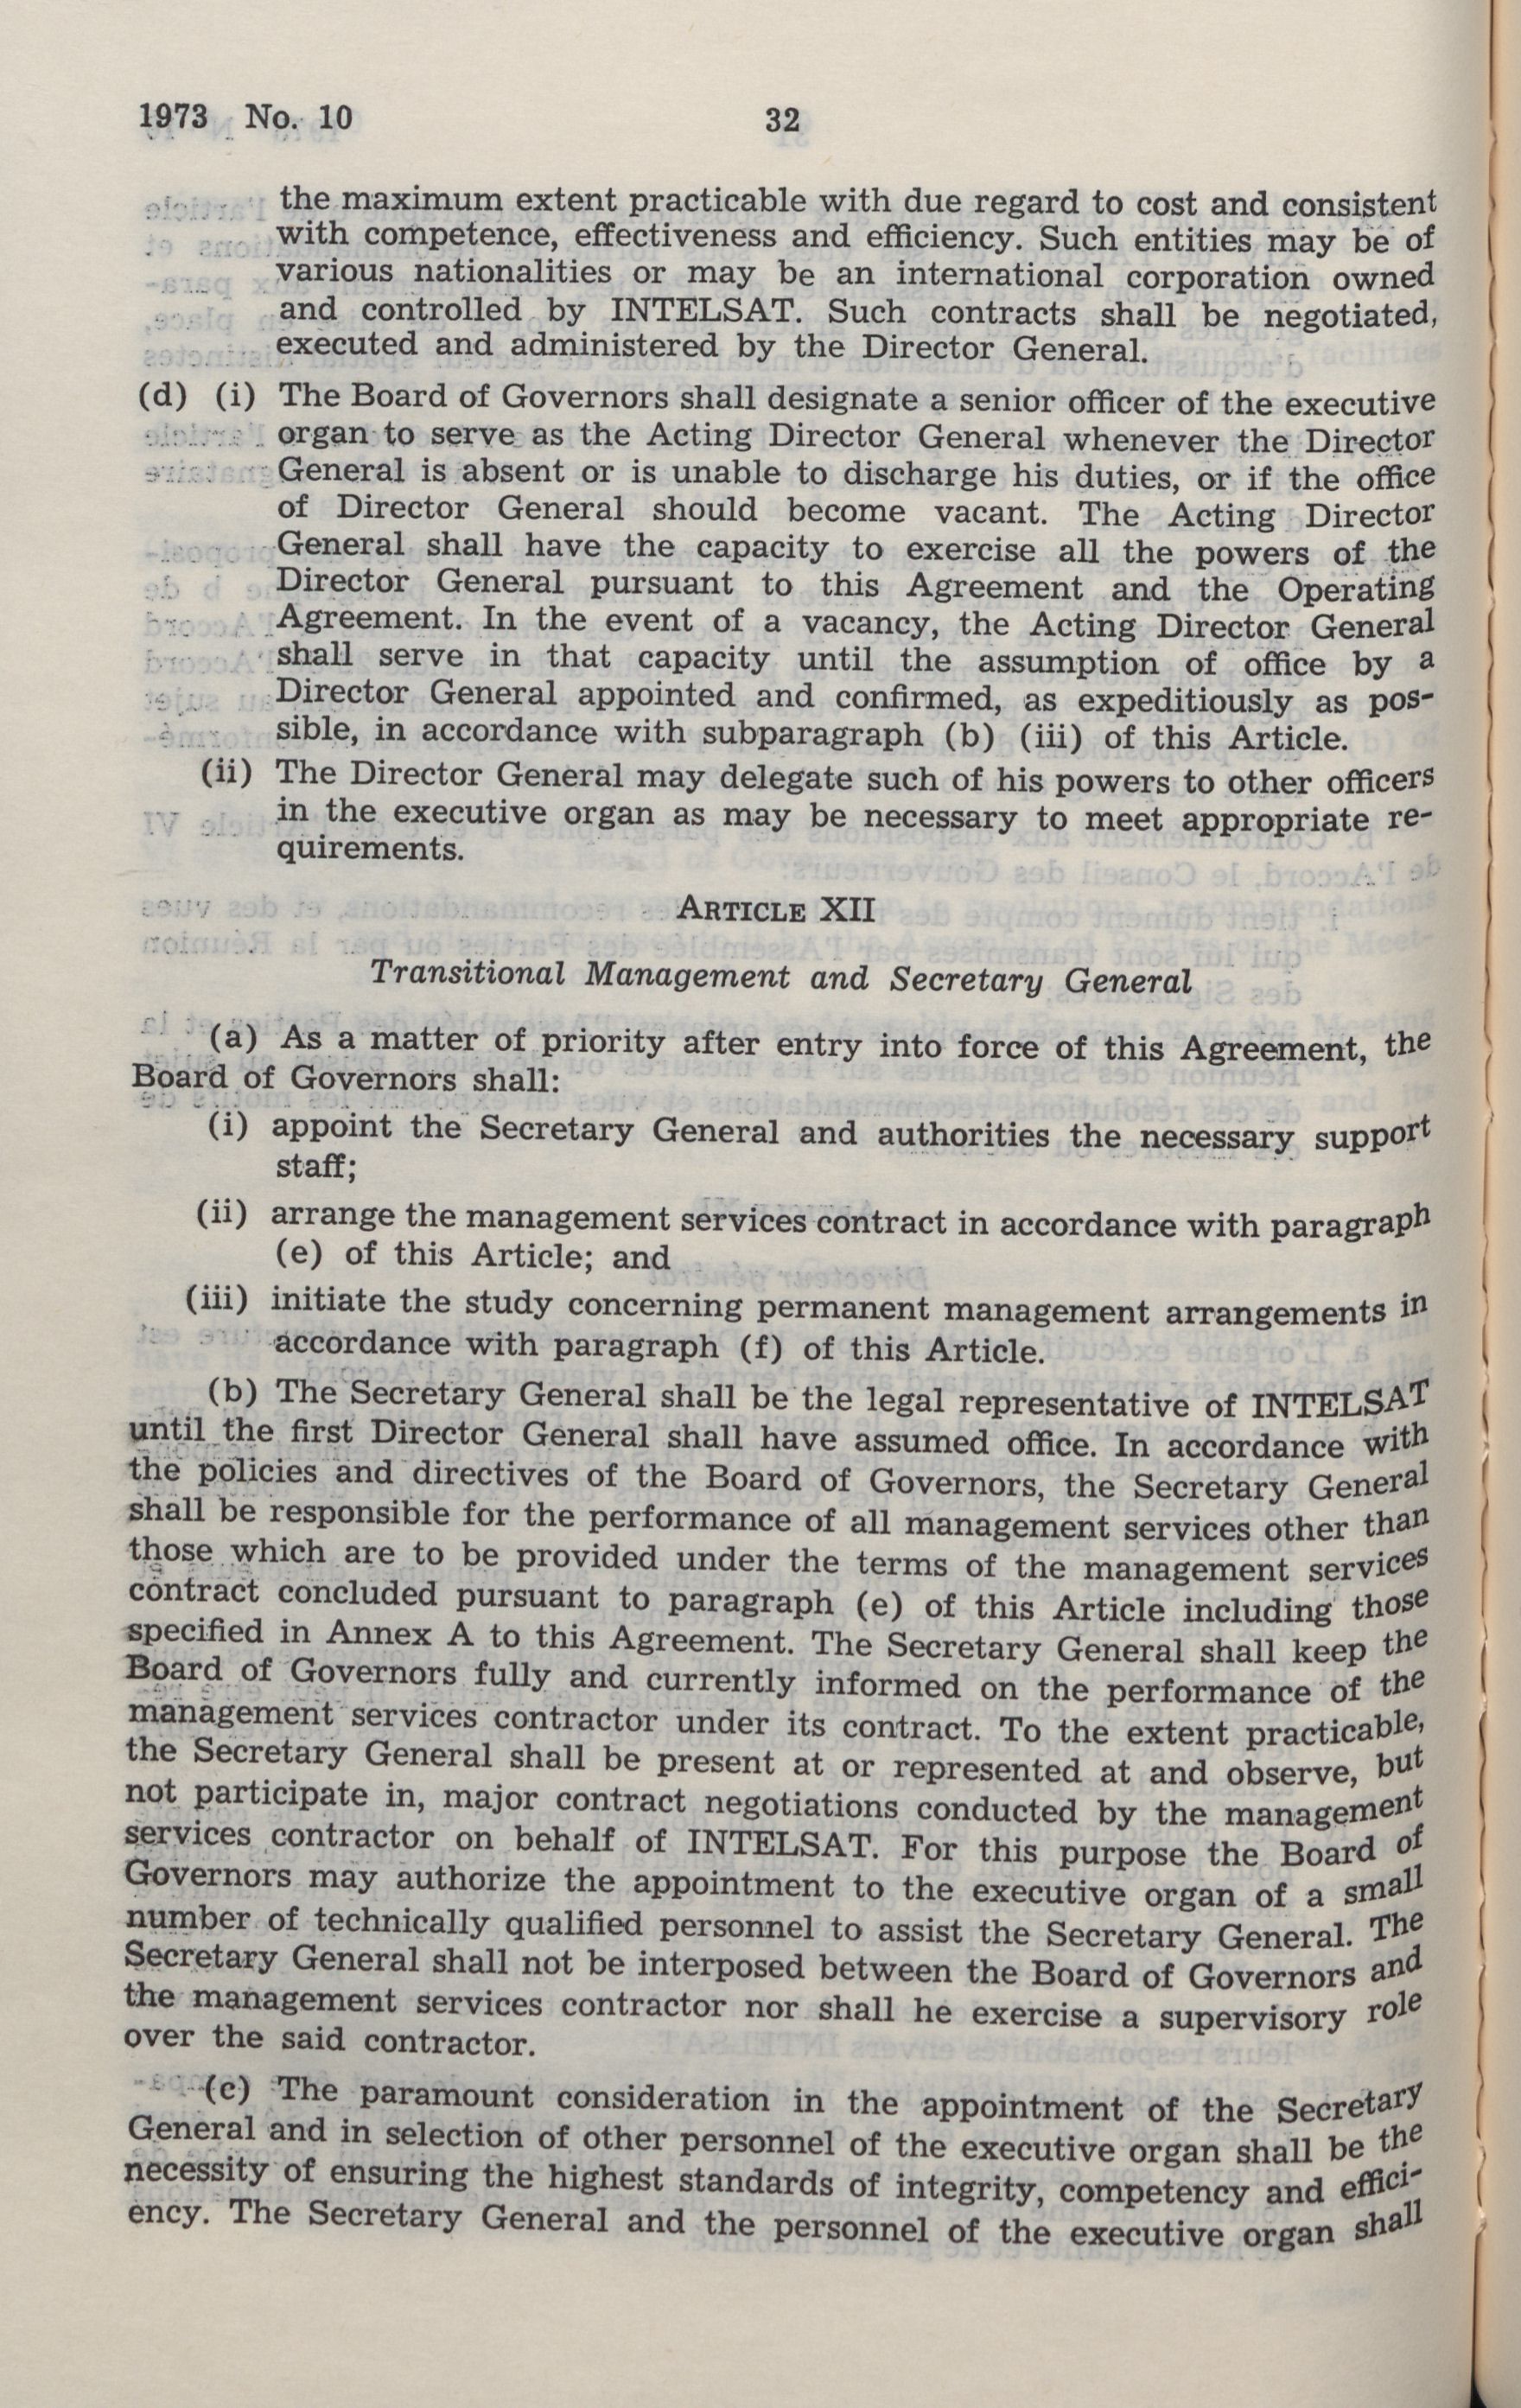 1973 No. 10
32
the maximum extent practicable with due regard to cost and consistent
with competence, effectiveness and efficiency. Such entities may be of
various nationalities or may be an international corporation owned
and controlled by INTELSAT. Such contracts shall be negotiated,
executed and administered by the Director General.
(d) (i) The Board of Governors shall designate a senior officer of the executive
organ to serve as the Acting Director General whenever the Director
General is absent or is unable to discharge his duties, or if the office
of Director General should become vacant. The Acting Director
General shall have the capacity to exercise all the powers of the
Director General pursuant to this Agreement and the Operating
Agreement. In the event of a vacancy, the Acting Director General
shall serve in that capacity until the assumption of office by a
Director General appointed and confirmed, as expeditiously as pos-
sible, in accordance with subparagraph (b) (iii) of this Article.
(ii) The Director General may delegate such of his powers to other officers
in the executive organ as may be necessary to meet appropriate re-
quirements.
ARTICLE XII
Transitional Management and Secretary General
(a) As a matter of priority after entry into force of this Agreement, the
Board of Governors shall:
(i) appoint the Secretary General and authorities the necessary support
staff;
(ii) arrange the management services contract in accordance with paragraph
(e) of this Article; and
(iii) initiate the study concerning permanent management arrangements in
accordance with paragraph (f) of this Article.
(b) The Secretary General shall be the legal representative of INTELSAT
until the first Director General shall have assumed office. In accordance with
the policies and directives of the Board of Governors, the Secretary General
shall be responsible for the performance of all management services other than
those which are to be provided under the terms of the management services
contract concluded pursuant to paragraph (e) of this Article including those
specified in Annex A to this Agreement. The Secretary General shall keep the
Board of Governors fully and currently informed on the performance of the
management services contractor under its contract. To the extent practicable,
the Secretary General shall be present at or represented at and observe, but
not participate in, major contract negotiations conducted by the management
services contractor on behalf of INTELSAT. For this purpose the Board of
Governors may authorize the appointment to the executive organ of a small
number of technically qualified personnel to assist the Secretary General. The
Secretary General shall not be interposed between the Board of Governors and
the management services contractor nor shall he exercise a supervisory role
over the said contractor.
(c) The paramount consideration in the appointment of the Secretary
General and in selection of other personnel of the executive organ shall be the
necessity of ensuring the highest standards of integrity, competency and effici-
ency. The Secretary General and the personnel of the executive organ shall